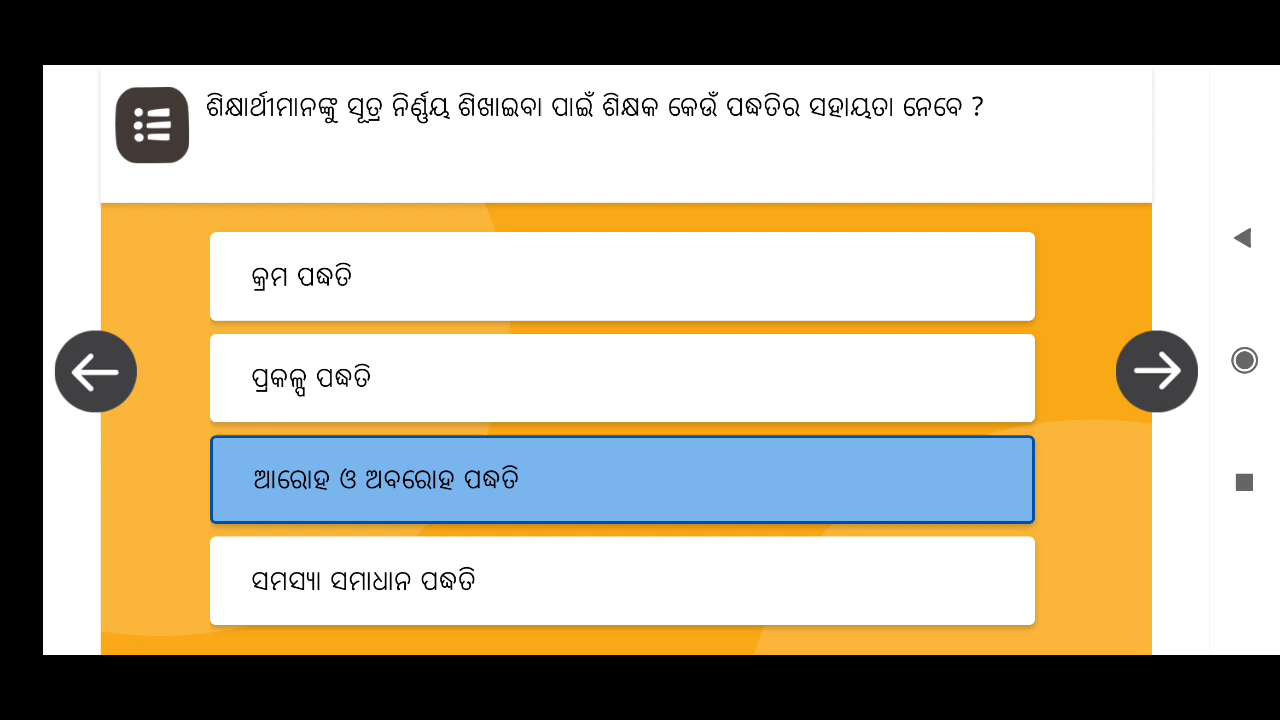 ଶିକ୍ଷାର୍ଥୀମାନଙ୍କୁ ସୂତ୍ର ନିର୍ଣ୍ଣୟ ଶିଖାଇବା ପାଇଁ ଶିକ୍ଷକ କେଉଁ ପଦ୍ଧତିର ସହାୟତା ନେବେ ?
କ୍ରମ ପଦ୍ଧତି
ପ୍ରକଳ୍ପ ପଦ୍ଧତି
ଆରୋହ ଓ ଅବରୋହ ପଦ୍ଧତି
ସମସ୍ୟା ସମାଧାନ ପଦ୍ଧତି